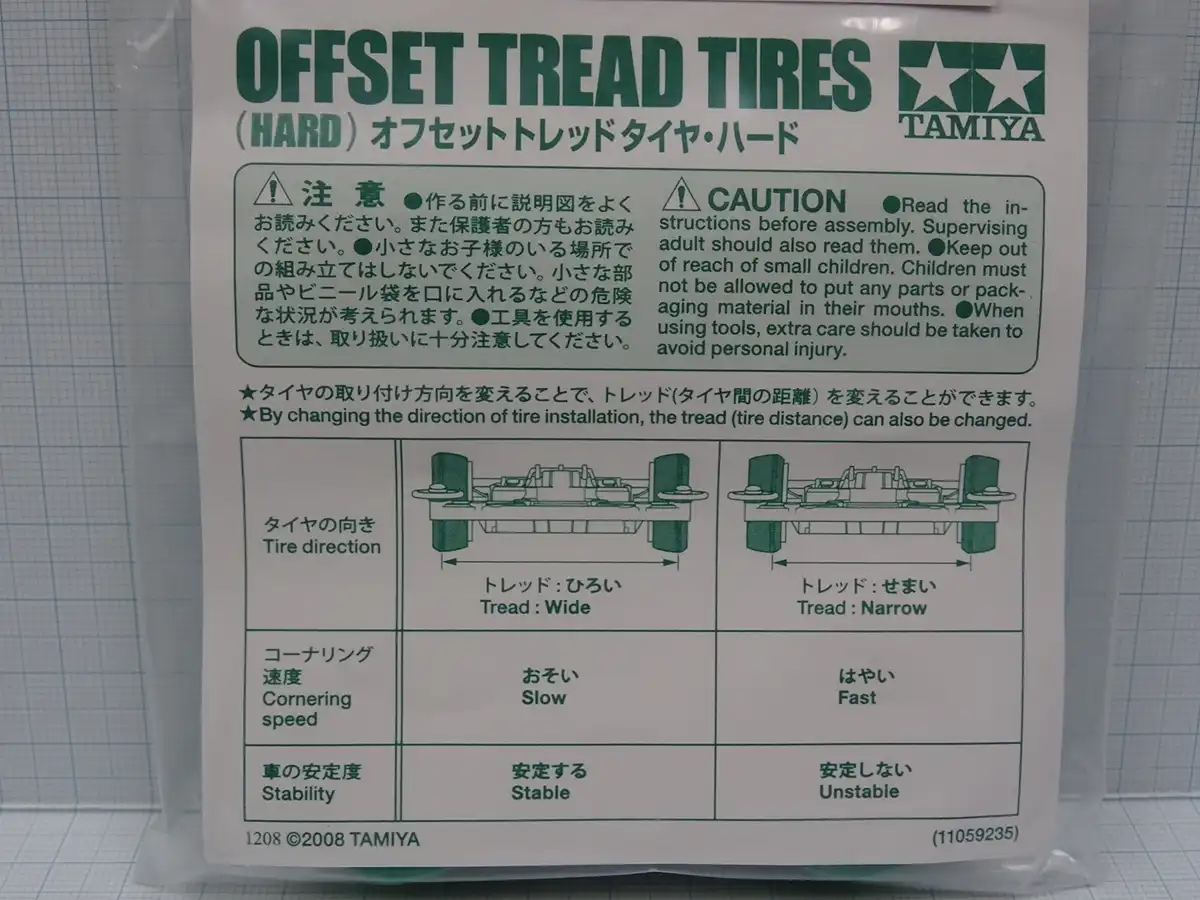 OFFSET TREAD TIRES
(HARD) オフセットトレッドタイヤ・ハード
TAMIYA
注意 ●作る前に説明図をよく
お読みください。また保護者の方もお読み
ください。●小さなお子様のいる場所で
の組み立てはしないでください。小さな部
品やビニール袋を口に入れるなどの危険
な状況が考えられます。●工具を使用する
ときは、取り扱いに十分注意してください。
CAUTION ●Read the in-
structions before assembly. Supervising
adult should also read them. ●Keep out
of reach of small children. Children must
not be allowed to put any parts or pack-
aging material in their mouths. ●When
using tools, extra care should be taken to
avoid personal injury.
★タイヤの取り付け方向を変えることで、トレッド(タイヤ間の距離)を変えることができます。
★By changing the direction of tire installation, the tread (tire distance) can also be changed.
タイヤの向き
Tire direction
トレッド:ひろい
Tread : Wide
トレッド:せまい
Tread : Narrow
コーナリング
速度
Cornering
speed
おそい
Slow
はやい
Fast
車の安定度
Stability
安定する
Stable
安定しない
Unstable
1208 ©2008 TAMIYA
(11059235)